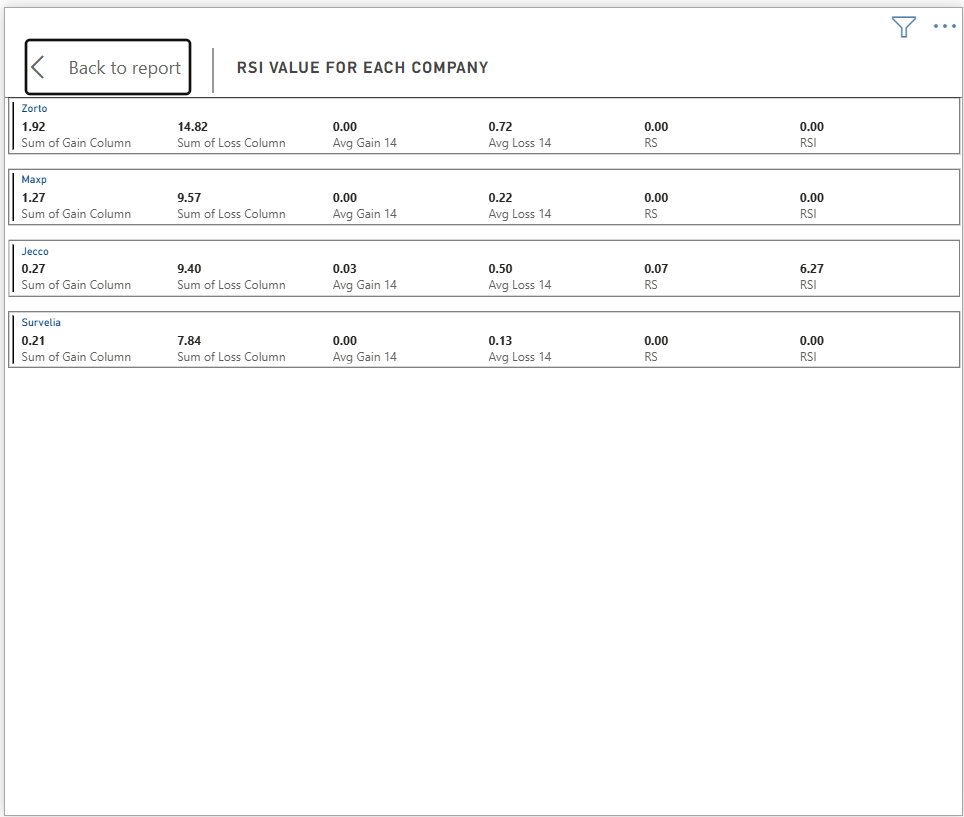 Back to report
RSI VALUE FOR EACH COMPANY
Zorto
1.92 14.82 0.00 0.72 0.00 0.00
Sum of Gain Column Sum of Loss Column Avg Gain 14 Avg Loss 14 RS RSI
Maxp
1.27 9.57 0.00 0.22 0.00 0.00
Sum of Gain Column Sum of Loss Column Avg Gain 14 Avg Loss 14 RS RSI
Jecco
0.27 9.40 0.03 0.50 0.07 6.27
Sum of Gain Column Sum of Loss Column Avg Gain 14 Avg Loss 14 RS RSI
Survelia
0.21 7.84 0.00 0.13 0.00 0.00
Sum of Gain Column Sum of Loss Column Avg Gain 14 Avg Loss 14 RS RSI